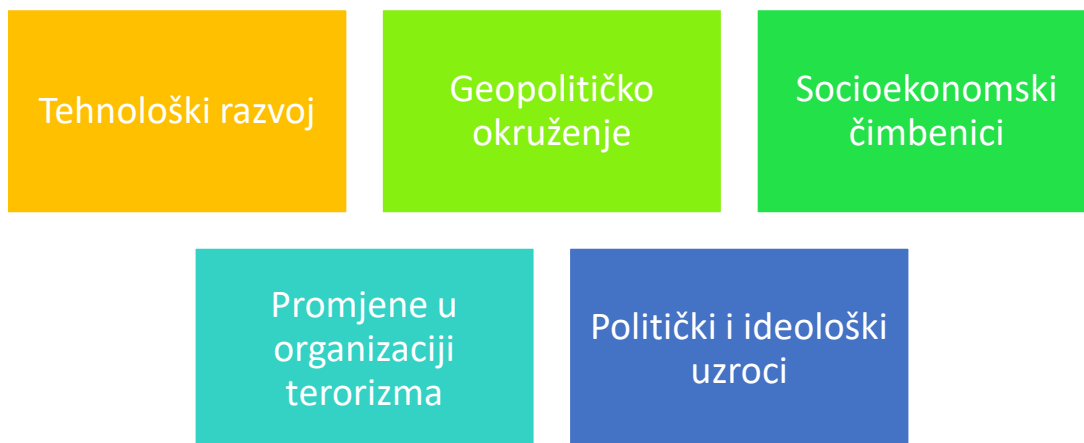 Tehnološki razvoj
Geopolitičko
okruženje
Socioekonomski
čimbenici
Promjene u
organizaciji
terorizma
Politički i ideološki
uzroci